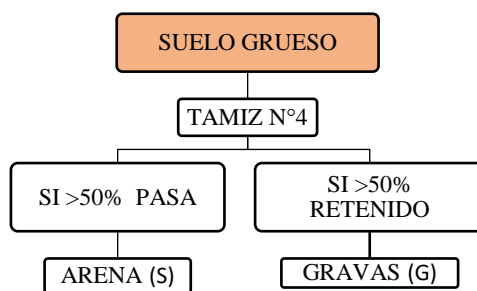 SUELO GRUESO
TAMIZ N°4
SI >50% PASA
SI >50%
RETENIDO
ARENA (S)
GRAVAS (G)